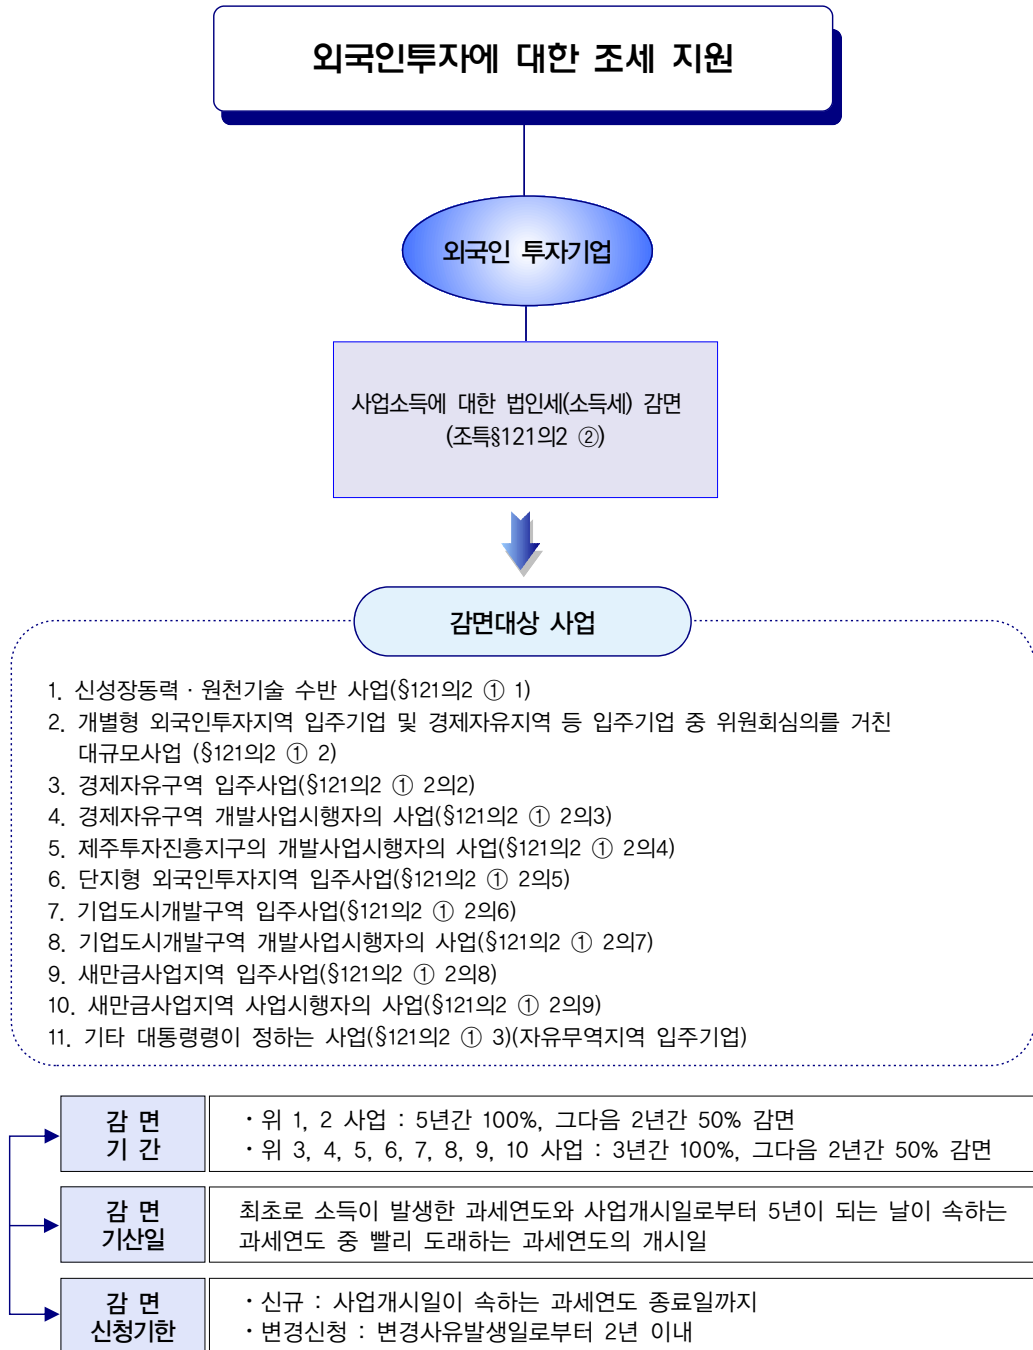 외국인투자에 대한 조세 지원
외국인 투자기업
사업소득에 대한 법인세(소득세) 감면
(조특§121의2 ②)
감면대상 사업
1. 신성장동력 · 원천기술 수반 사업(§121의2 ① 1)
2. 개별형 외국인투자지역 입주기업 및 경제자유지역 등 입주기업 중 위원회심의를 거친
대규모사업 (§121의2 ① 2)
3. 경제자유구역 입주사업(§121의2 ① 2의2)
4. 경제자유구역 개발사업시행자의 사업(§121의2 ① 2의3)
5. 제주투자진흥지구의 개발사업시행자의 사업(§121의2 ① 2의4)
6. 단지형 외국인투자지역 입주사업(§121의2 ① 2의5)
7. 기업도시개발구역 입주사업(§121의2 ① 2의6)
8. 기업도시개발구역 개발사업시행자의 사업(§121의2 ① 2의7)
9. 새만금사업지역 입주사업(§121의2 ① 2의8)
10. 새만금사업지역 사업시행자의 사업(§121의2 ① 2의9)
11. 기타 대통령령이 정하는 사업(§121의2 ① 3)(자유무역지역 입주기업)
감 면
기 간
· 위 1, 2 사업 : 5년간 100%, 그다음 2년간 50% 감면
· 위 3, 4, 5, 6, 7, 8, 9, 10 사업 : 3년간 100%, 그다음 2년간 50% 감면
감 면
기산일
최초로 소득이 발생한 과세연도와 사업개시일로부터 5년이 되는 날이 속하는
과세연도 중 빨리 도래하는 과세연도의 개시일
감 면
신청기한
· 신규 : 사업개시일이 속하는 과세연도 종료일까지
· 변경신청 : 변경사유발생일로부터 2년 이내